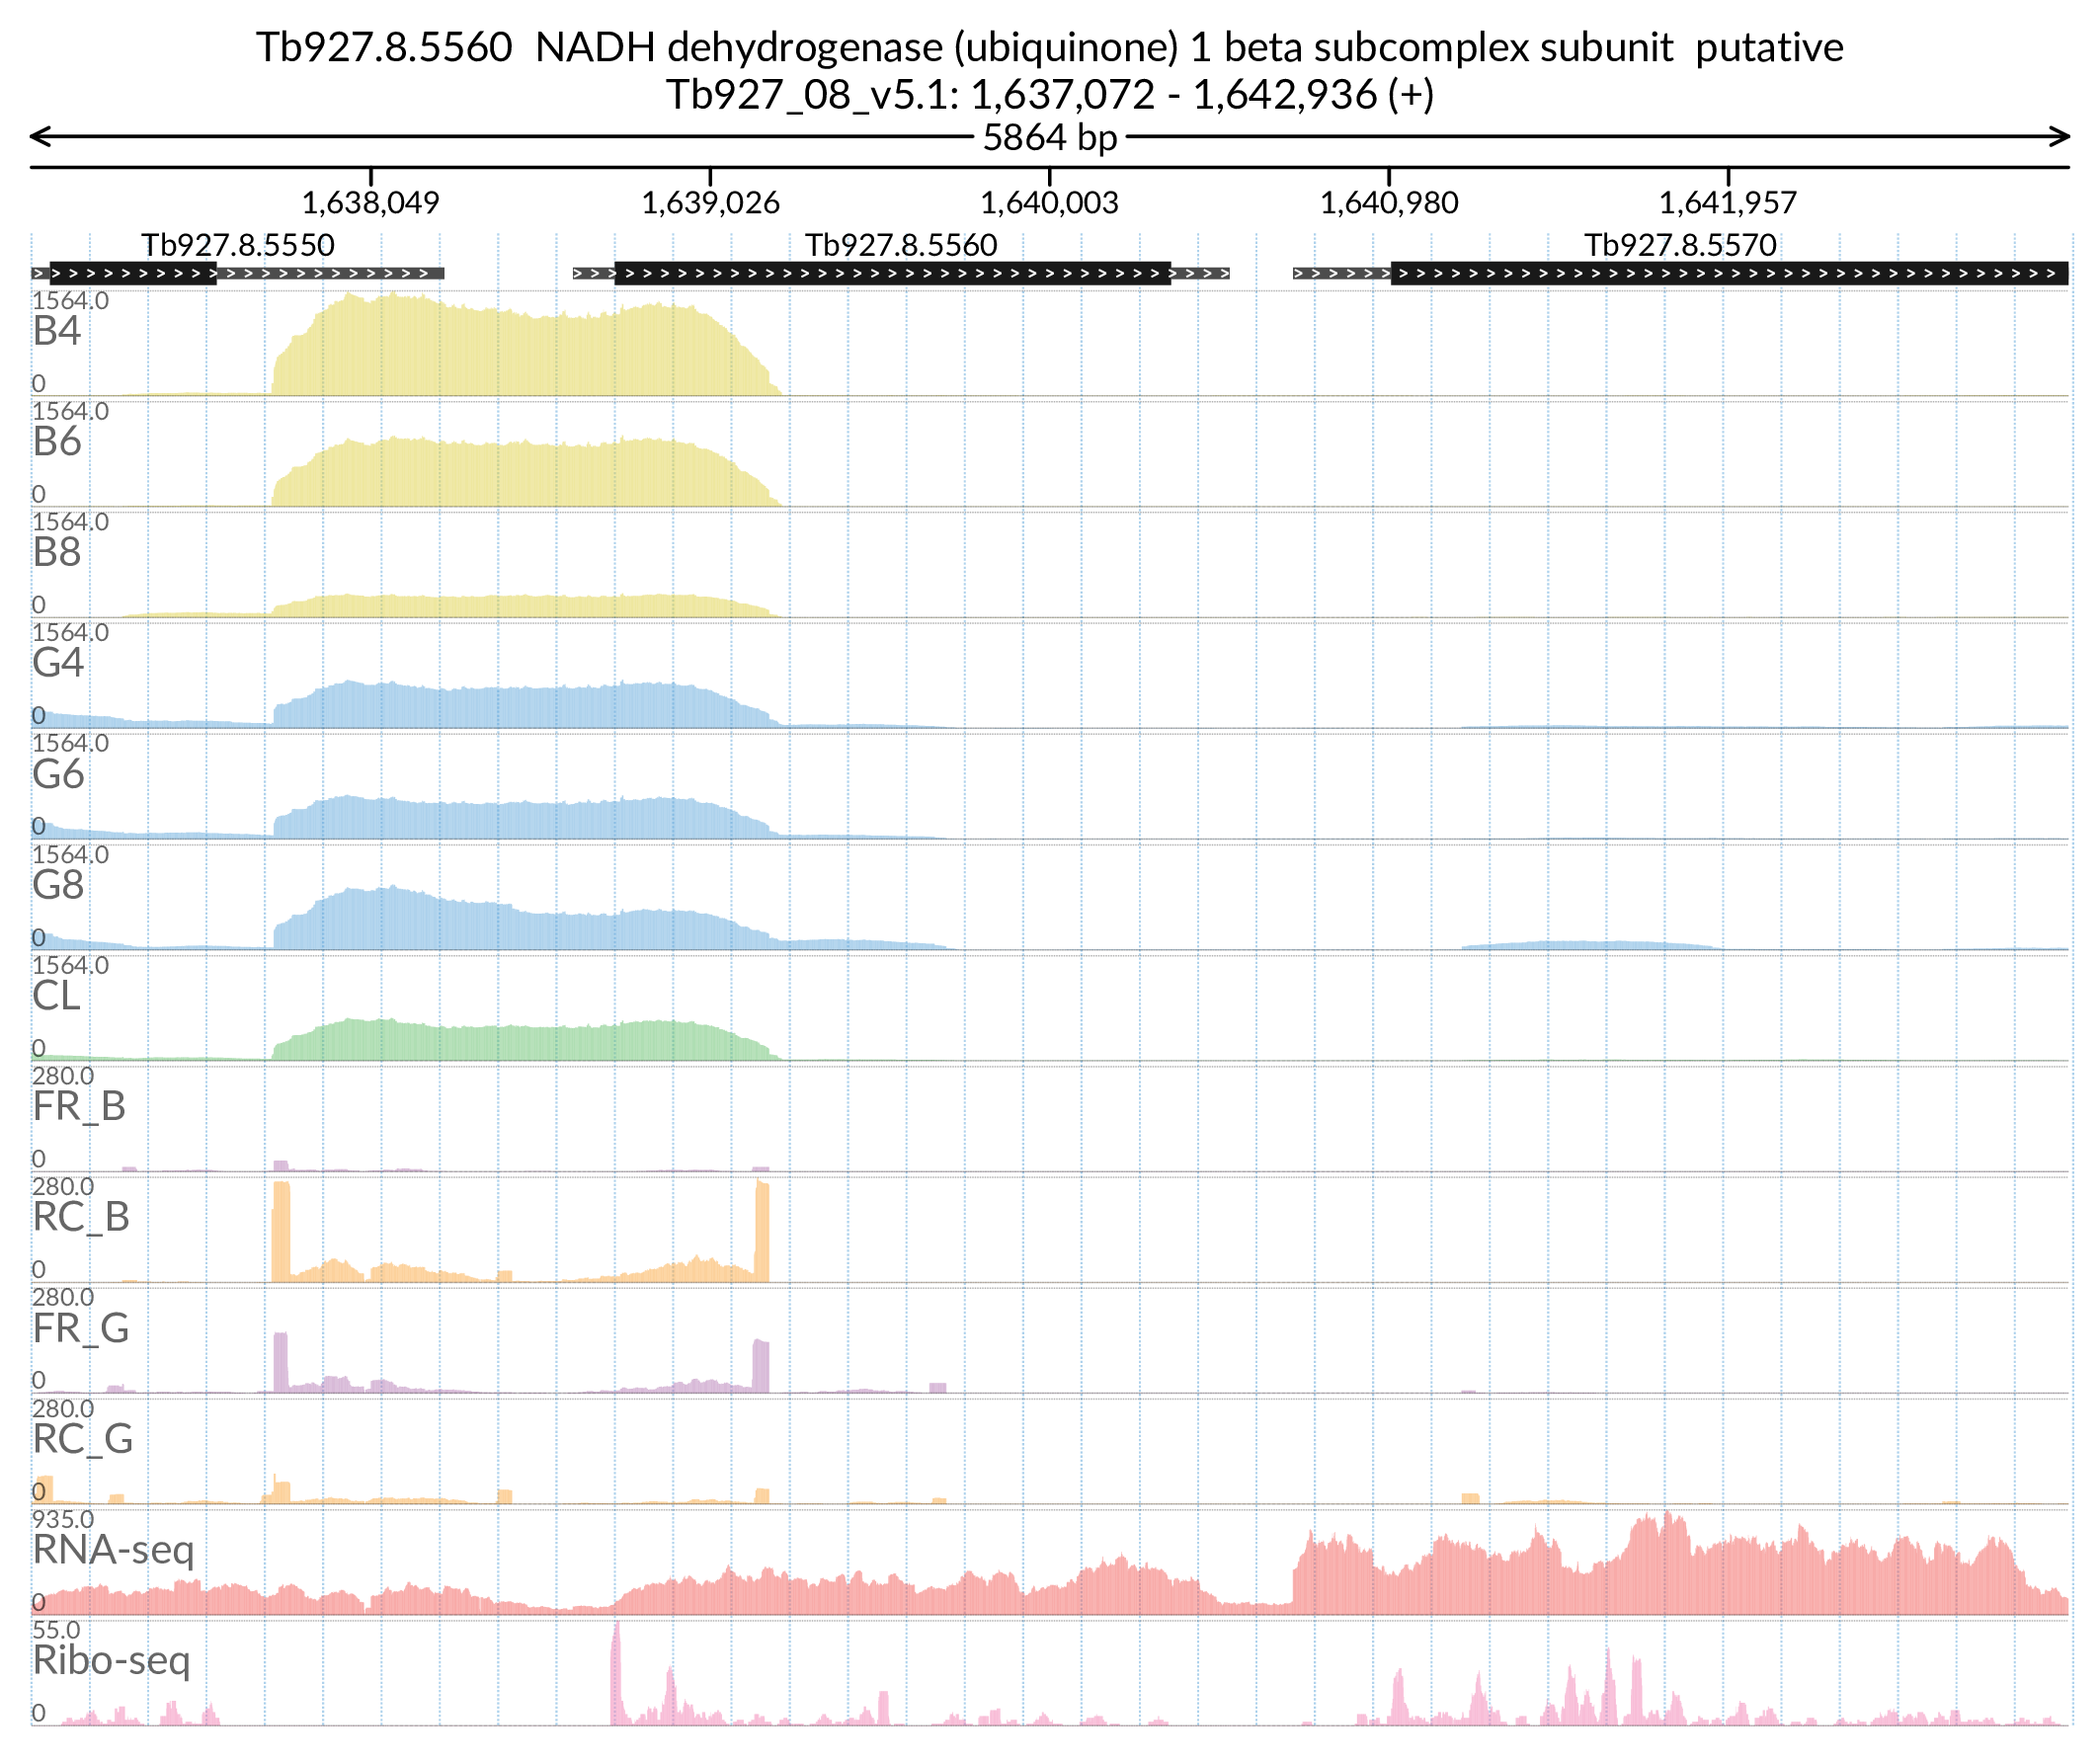 Tb927.8.5560  NADH dehydrogenase (ubiquinone) 1 beta subcomplex subunit  putative
Tb927_08_v5.1: 1,637,072 - 1,642,936 (+)
5864 bp
1,638,049 1,639,026 1,640,003 1,640,980 1,641,957
Tb927.8.5550 Tb927.8.5560 Tb927.8.5570
1564.0
B4
0
1564.0
B6
0
1564.0
B8
0
1564.0
G4
0
1564.0
G6
0
1564.0
G8
0
1564.0
CL
0
280.0
FR_B
0
280.0
RC_B
0
280.0
FR_G
0
280.0
RC_G
0
935.0
RNA-seq
0
55.0
Ribo-seq
0